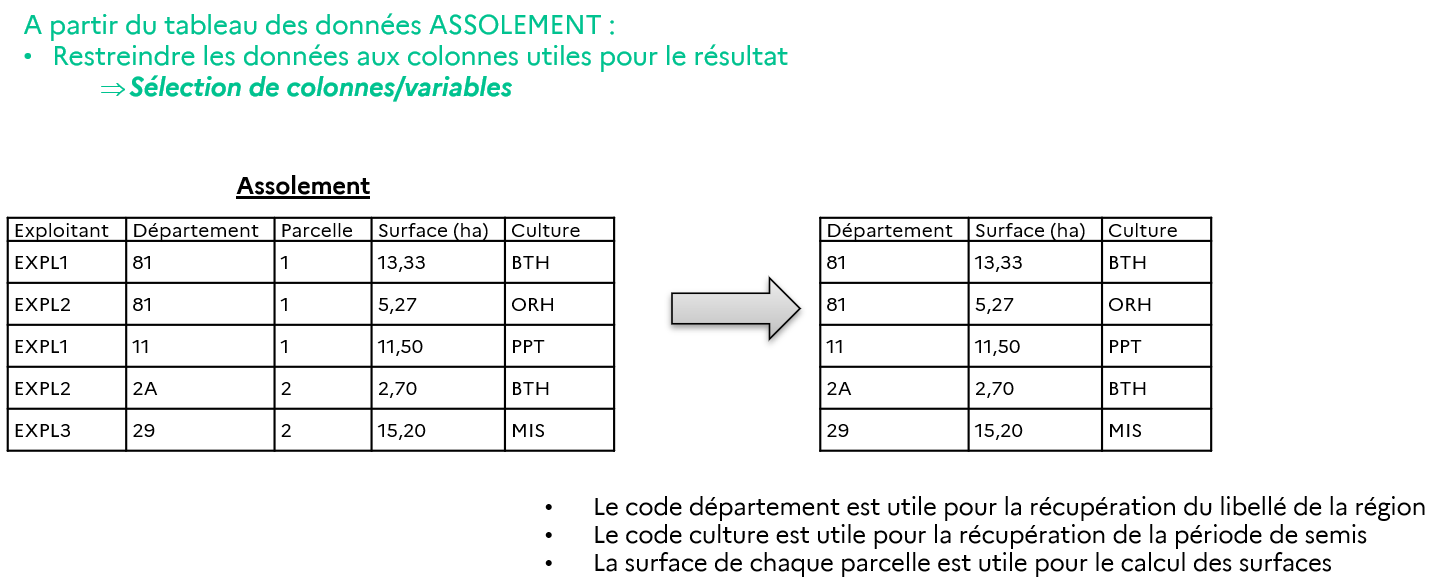 A partir du tableau des données ASSOLEMENT :
• Restreindre les données aux colonnes utiles pour le résultat
⇒ Sélection de colonnes/variables
Assolement
Exploitant Département Parcelle Surface (ha) Culture
EXPL1 81 1 13,33 BTH
EXPL2 81 1 5,27 ORH
EXPL1 11 1 11,50 PPT
EXPL2 2A 2 2,70 BTH
EXPL3 29 2 15,20 MIS
Département Surface (ha) Culture
81 13,33 BTH
81 5,27 ORH
11 11,50 PPT
2A 2,70 BTH
29 15,20 MIS
• Le code département est utile pour la récupération du libellé de la région
• Le code culture est utile pour la récupération de la période de semis
• La surface de chaque parcelle est utile pour le calcul des surfaces